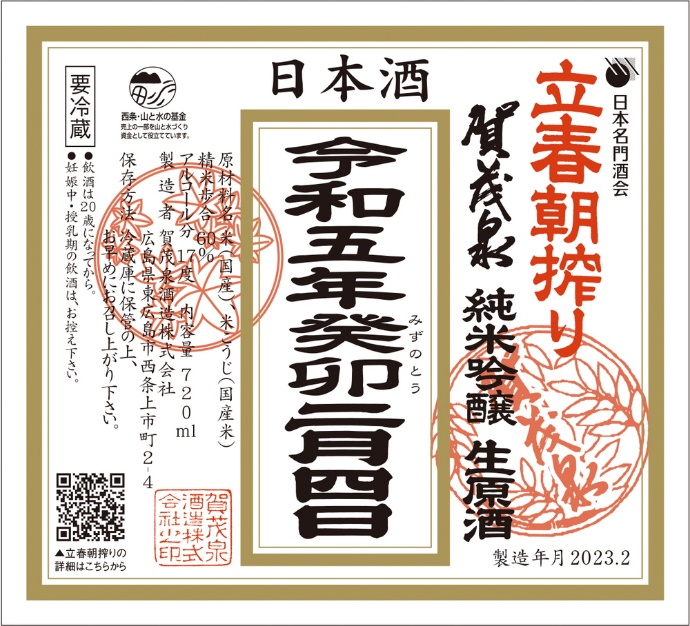 日本名門酒会
立春朝搾り
賀茂泉
純米吟醸 生原酒
製造年月2023.2
日本酒
令和五年癸卯二月四日
みずのとう
原材料名 米(国産)、米こうじ(国産米)
精米歩合 60%
アルコール分 17度 内容量 720ml
製造者 賀茂泉酒造株式会社
広島県東広島市西条上市町2-4
保存方法 冷蔵庫に保管の上、
お早めにお召し上がり下さい。
西条・山と水の基金
売上の一部を山と水づくり
資金として役立てています。
要冷蔵
●飲酒は20歳になってから。
●妊娠中・授乳期の飲酒は、お控え下さい。
▲立春朝搾りの
詳細はこちらから
賀茂泉
酒造株式
会社之印